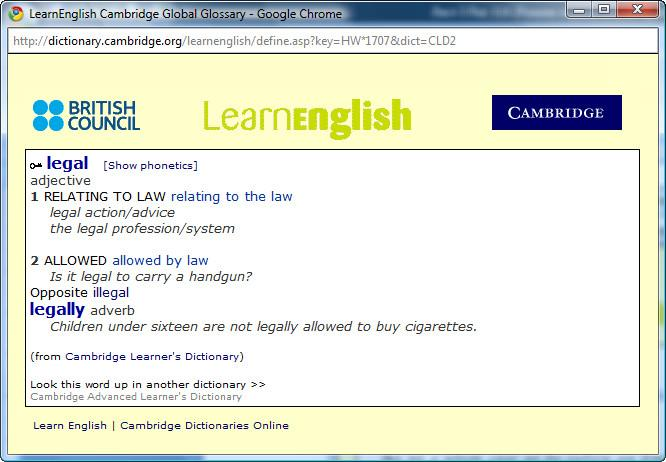 LearnEnglish Cambridge Global Glossary - Google Chrome
http://dictionary.cambridge.org/learnenglish/define.asp?key=HW*1707&dict=CLD2
BRITISH COUNCIL
LearnEnglish
CAMBRIDGE
legal [Show phonetics]
adjective
1 RELATING TO LAW relating to the law
legal action/advice
the legal profession/system
2 ALLOWED allowed by law
Is it legal to carry a handgun?
Opposite illegal
legally adverb
Children under sixteen are not legally allowed to buy cigarettes.
(from Cambridge Learner's Dictionary)
Look this word up in another dictionary >>
Cambridge Advanced Learner's Dictionary
Learn English | Cambridge Dictionaries Online